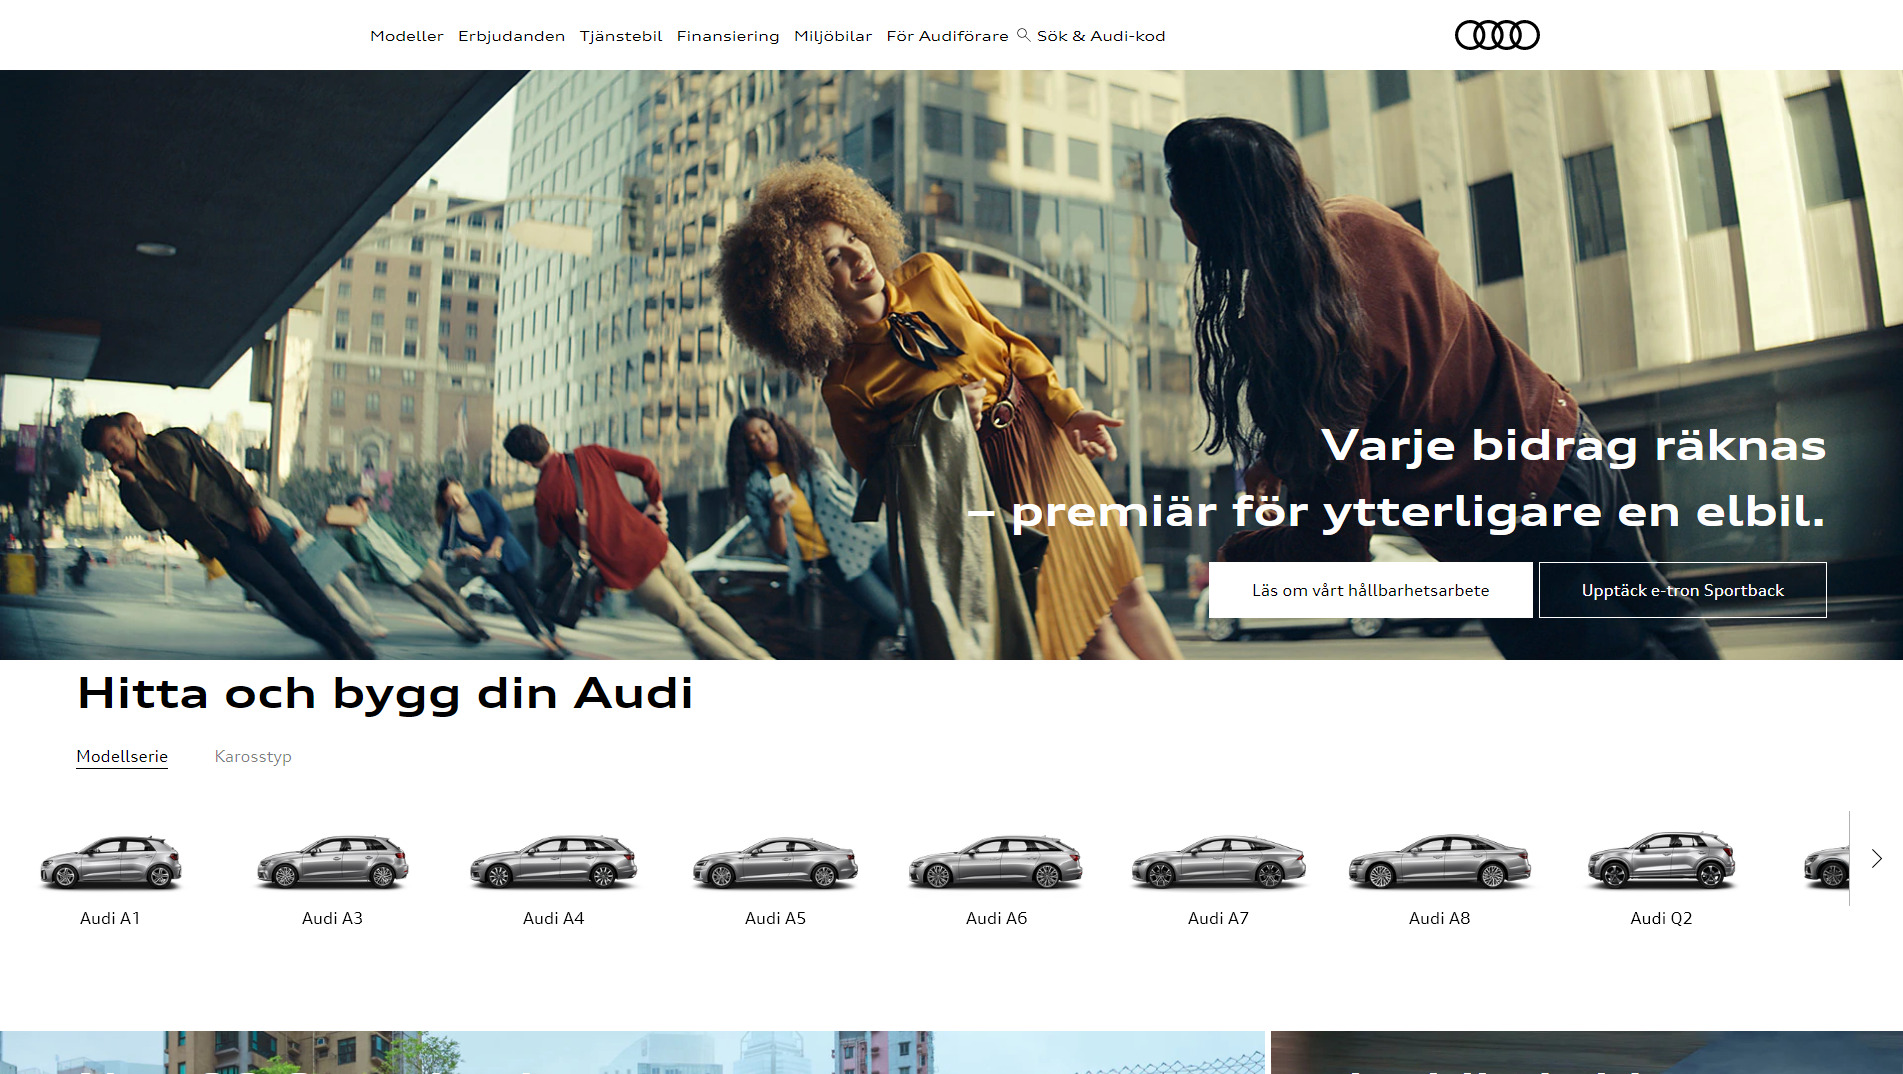 Modeller Erbjudanden Tjänstebil Finansiering Miljöbilar För Audiförare Sök & Audi-kod
Varje bidrag räknas
– premiär för ytterligare en elbil.
Läs om vårt hållbarhetsarbete Upptäck e-tron Sportback
Hitta och bygg din Audi
Modellserie Karosstyp
Audi A1 Audi A3 Audi A4 Audi A5 Audi A6 Audi A7 Audi A8 Audi Q2